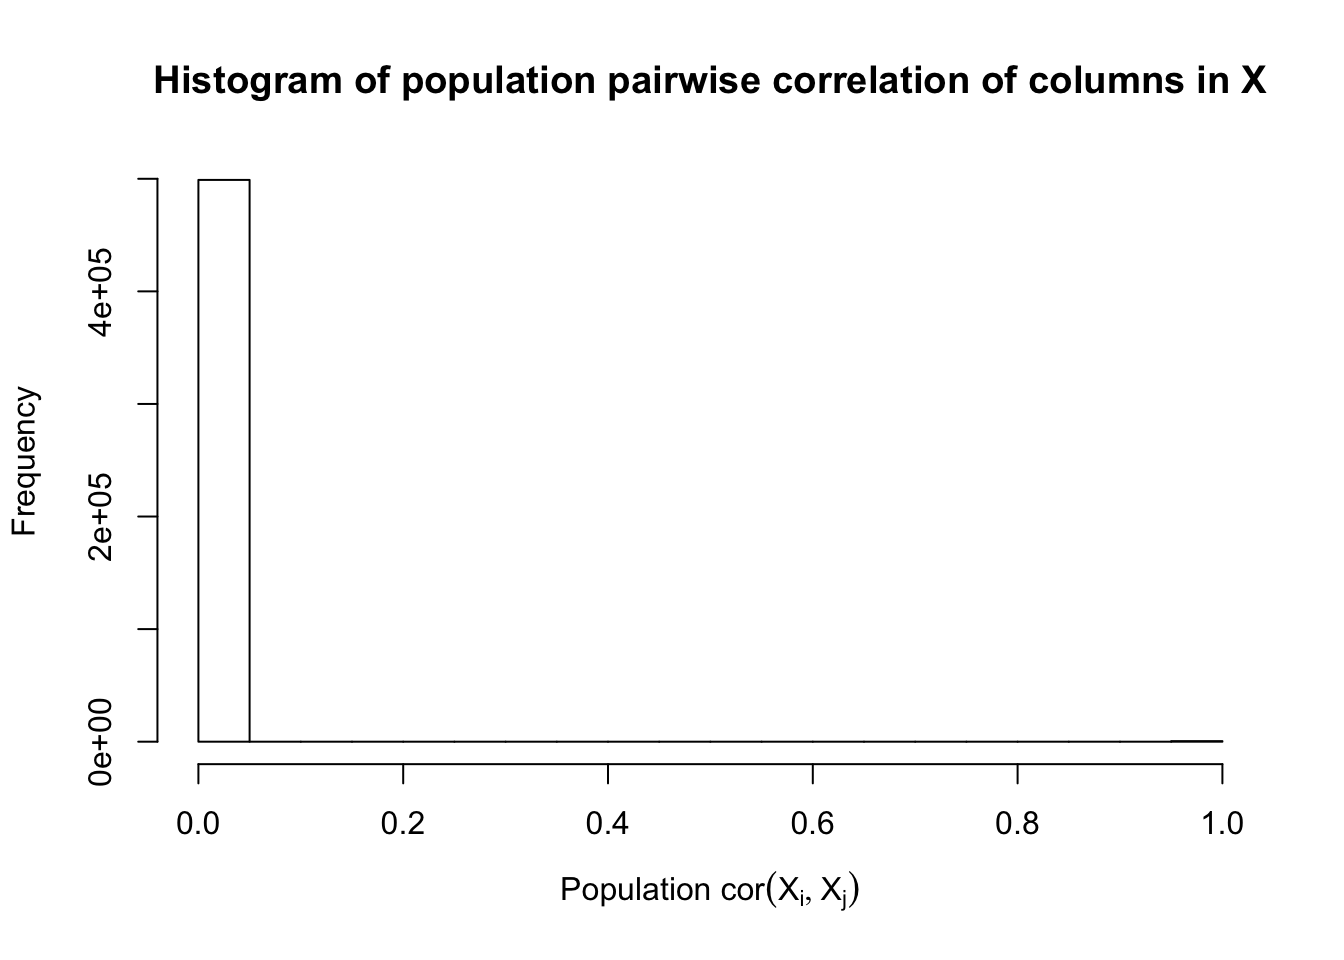 Histogram of population pairwise correlation of columns in X
Frequency
4e+05
2e+05
0e+00
0.0 0.2 0.4 0.6 0.8 1.0
Population cor(Xi, Xj)